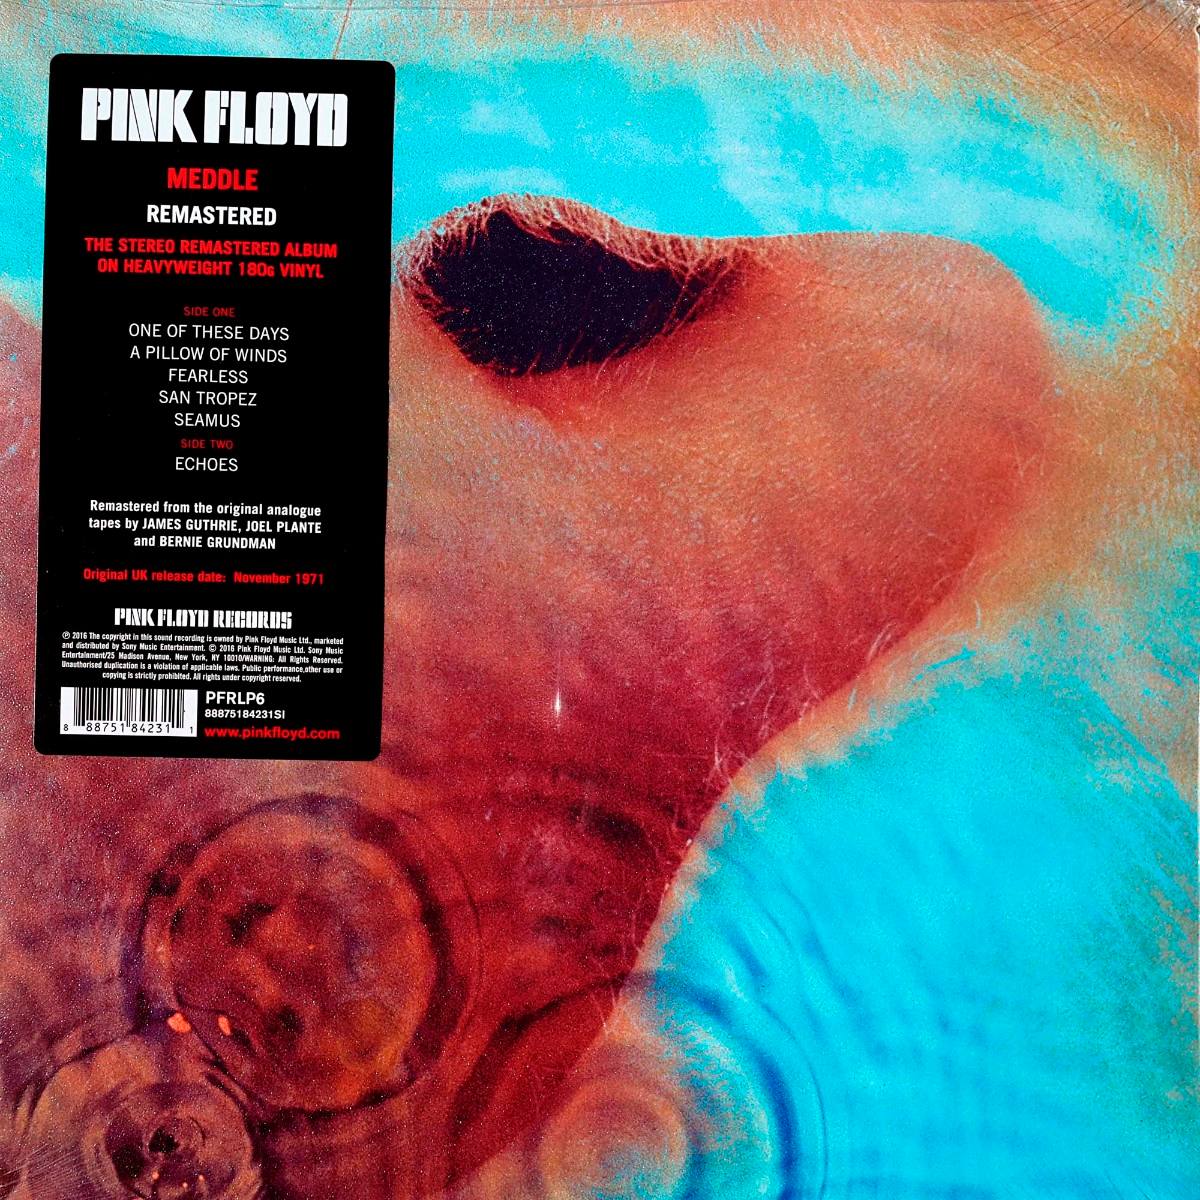 PINK FLOYD
MEDDLE
REMASTERED
THE STEREO REMASTERED ALBUM
ON HEAVYWEIGHT 180G VINYL
SIDE ONE
ONE OF THESE DAYS
A PILLOW OF WINDS
FEARLESS
SAN TROPEZ
SEAMUS
SIDE TWO
ECHOES
Remastered from the original analogue
tapes by JAMES GUTHRIE, JOEL PLANTE
and BERNIE GRUNDMAN
Original UK release date: November 1971
PINK FLOYD RECORDS
℗ 2016 The copyright in this sound recording is owned by Pink Floyd Music Ltd., marketed
and distributed by Sony Music Entertainment. © 2016 Pink Floyd Music Ltd. Sony Music
Entertainment/25 Madison Avenue, New York, NY 10010/WARNING: All Rights Reserved.
Unauthorised duplication is a violation of applicable laws. Public performance,other use or
copying is strictly prohibited. All rights under copyright reserved.
8 88751 84231 1
PFRLP6
88875184231SI
www.pinkfloyd.com